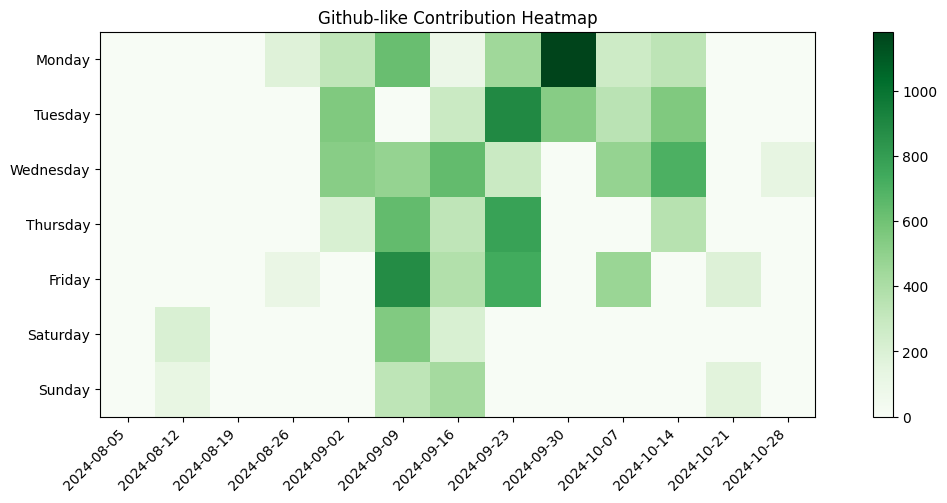 Github-like Contribution Heatmap
Monday
Tuesday
Wednesday
Thursday
Friday
Saturday
Sunday
2024-08-05
2024-08-12
2024-08-19
2024-08-26
2024-09-02
2024-09-09
2024-09-16
2024-09-23
2024-09-30
2024-10-07
2024-10-14
2024-10-21
2024-10-28
1000
800
600
400
200
0